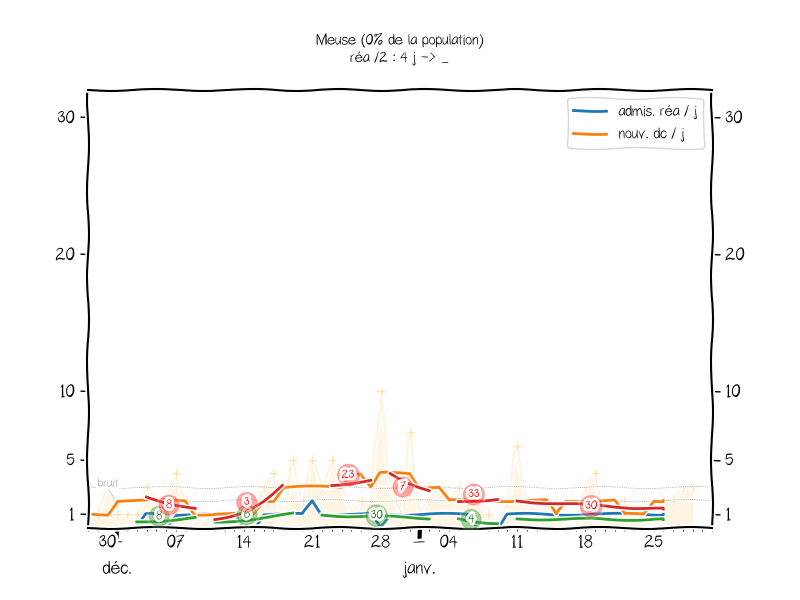 Meuse (0% de la population)
réa /2 : 4 j -> _
admis. réa / j
nouv. dc / j
30 30
20 20
10 10
5 5
bruit
1 1
8 8 3 6 23 30 7 33 4 30
30 07 14 21 28 04 11 18 25
déc. janv.